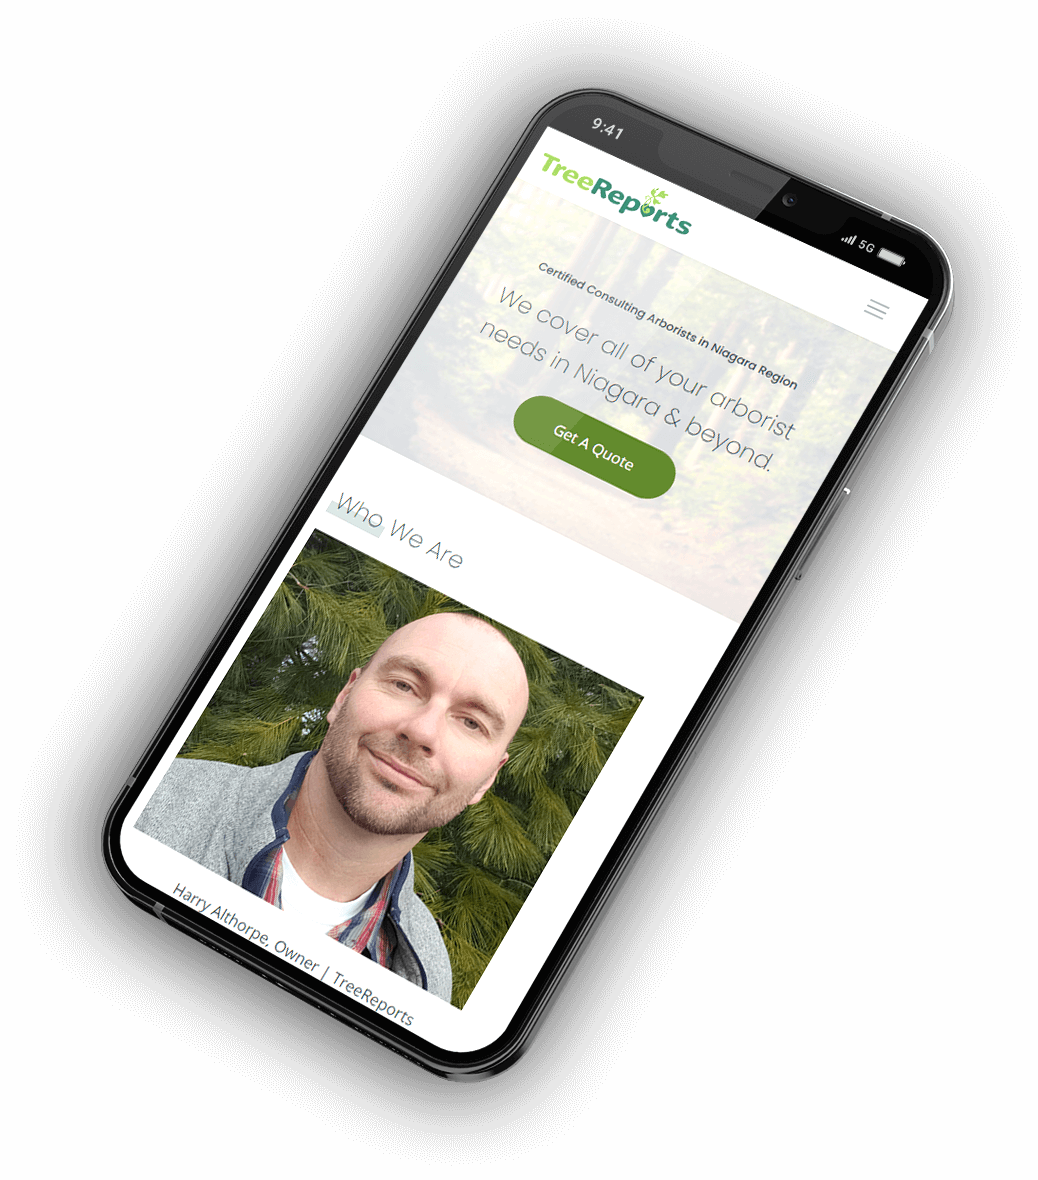 9:41
5G
TreeReports
Certified Consulting Arborists in Niagara Region
We cover all of your arborist
needs in Niagara & beyond.
Get A Quote
Who We Are
Harry Althorpe, Owner | TreeReports